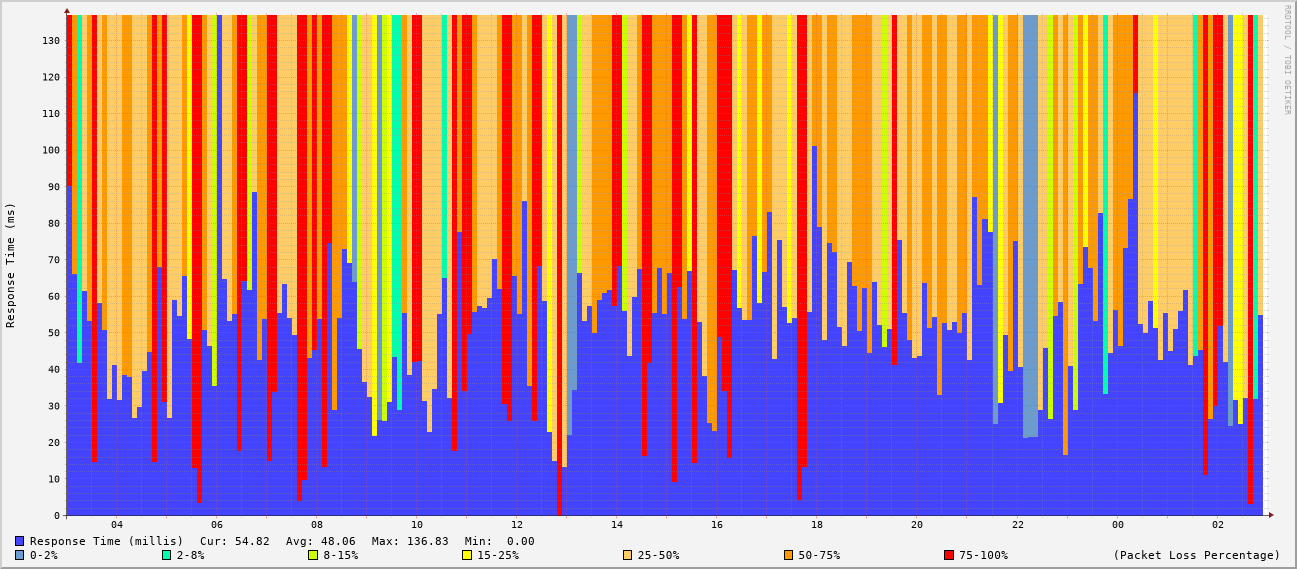 RRDTOOL / TOBI OETIKER
Response Time (ms)
130
120
110
100
90
80
70
60
50
40
30
20
10
0
04 06 08 10 12 14 16 18 20 22 00 02
Response Time (millis) Cur: 54.82 Avg: 48.06 Max: 136.83 Min: 0.00
0-2% 2-8% 8-15% 15-25% 25-50% 50-75% 75-100% (Packet Loss Percentage)